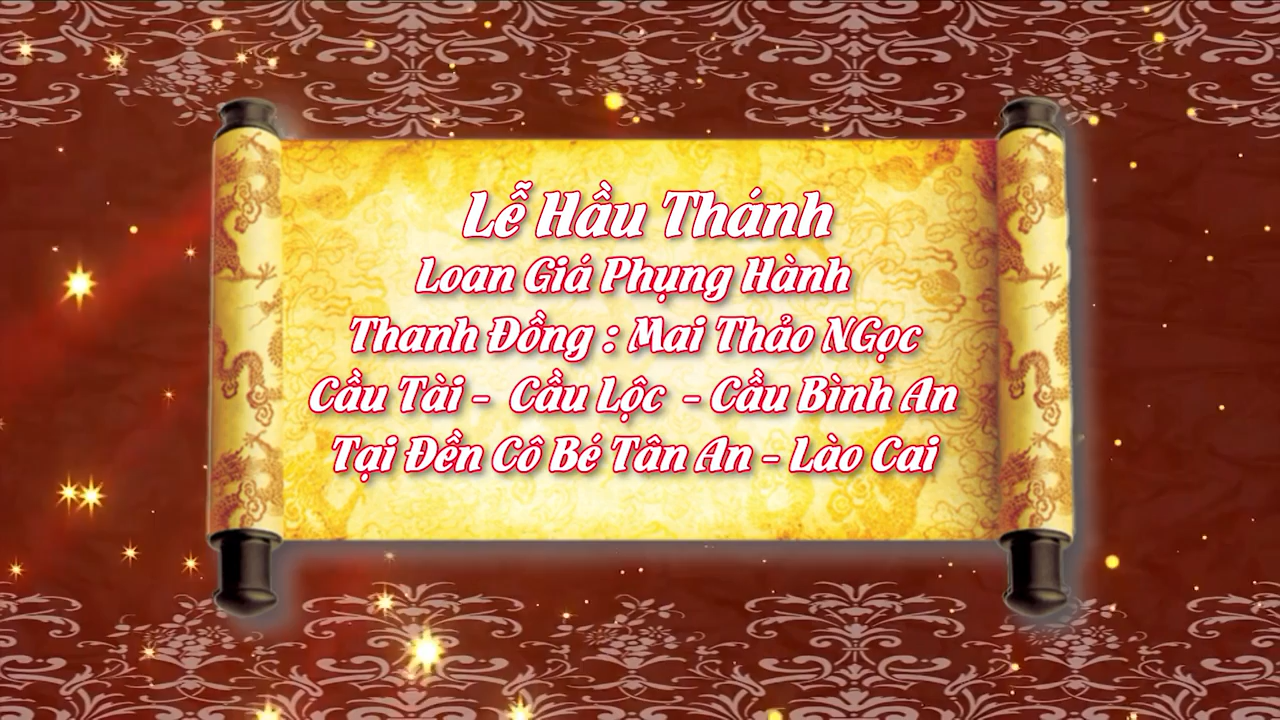 Lễ Hầu Thánh
Loan Giá Phụng Hành
Thanh Đồng : Mai Thảo NGọc
Cầu Tài - Cầu Lộc - Cầu Bình An
Tại Đền Cô Bé Tân An - Lào Cai